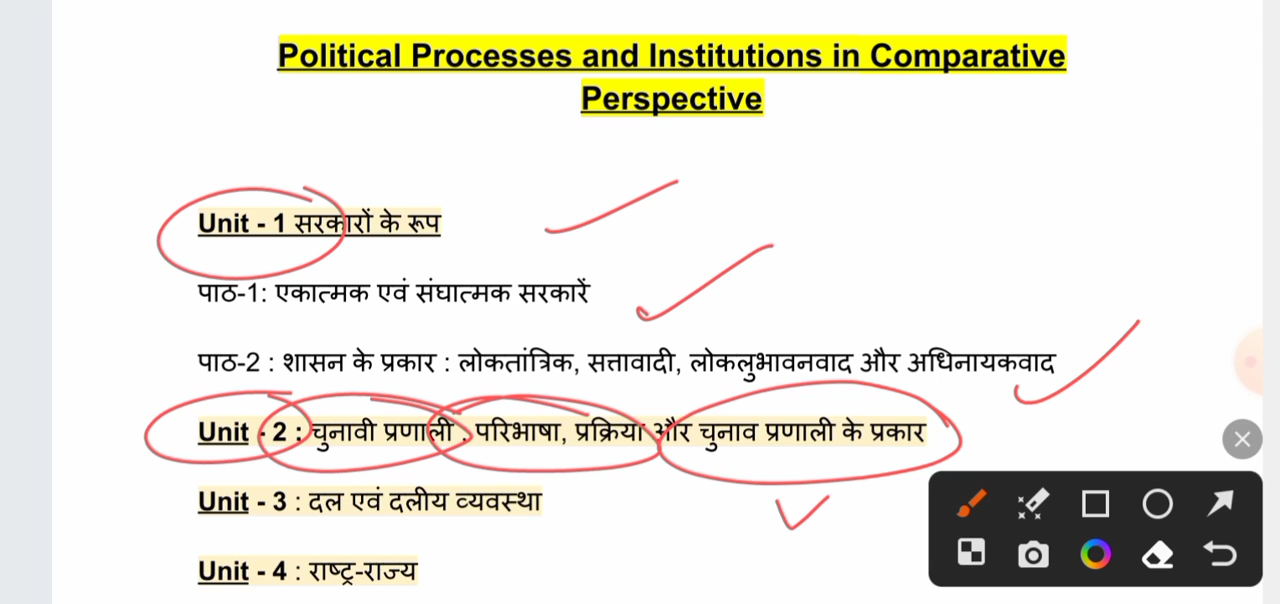 Political Processes and Institutions in Comparative
Perspective
Unit - 1 सरकारों के रूप
पाठ-1: एकात्मक एवं संघात्मक सरकारें
पाठ-2 : शासन के प्रकार : लोकतांत्रिक, सत्तावादी, लोकलुभावनवाद और अधिनायकवाद
Unit - 2 : चुनावी प्रणाली : परिभाषा, प्रक्रिया और चुनाव प्रणाली के प्रकार
Unit - 3 : दल एवं दलीय व्यवस्था
Unit - 4 : राष्ट्र-राज्य